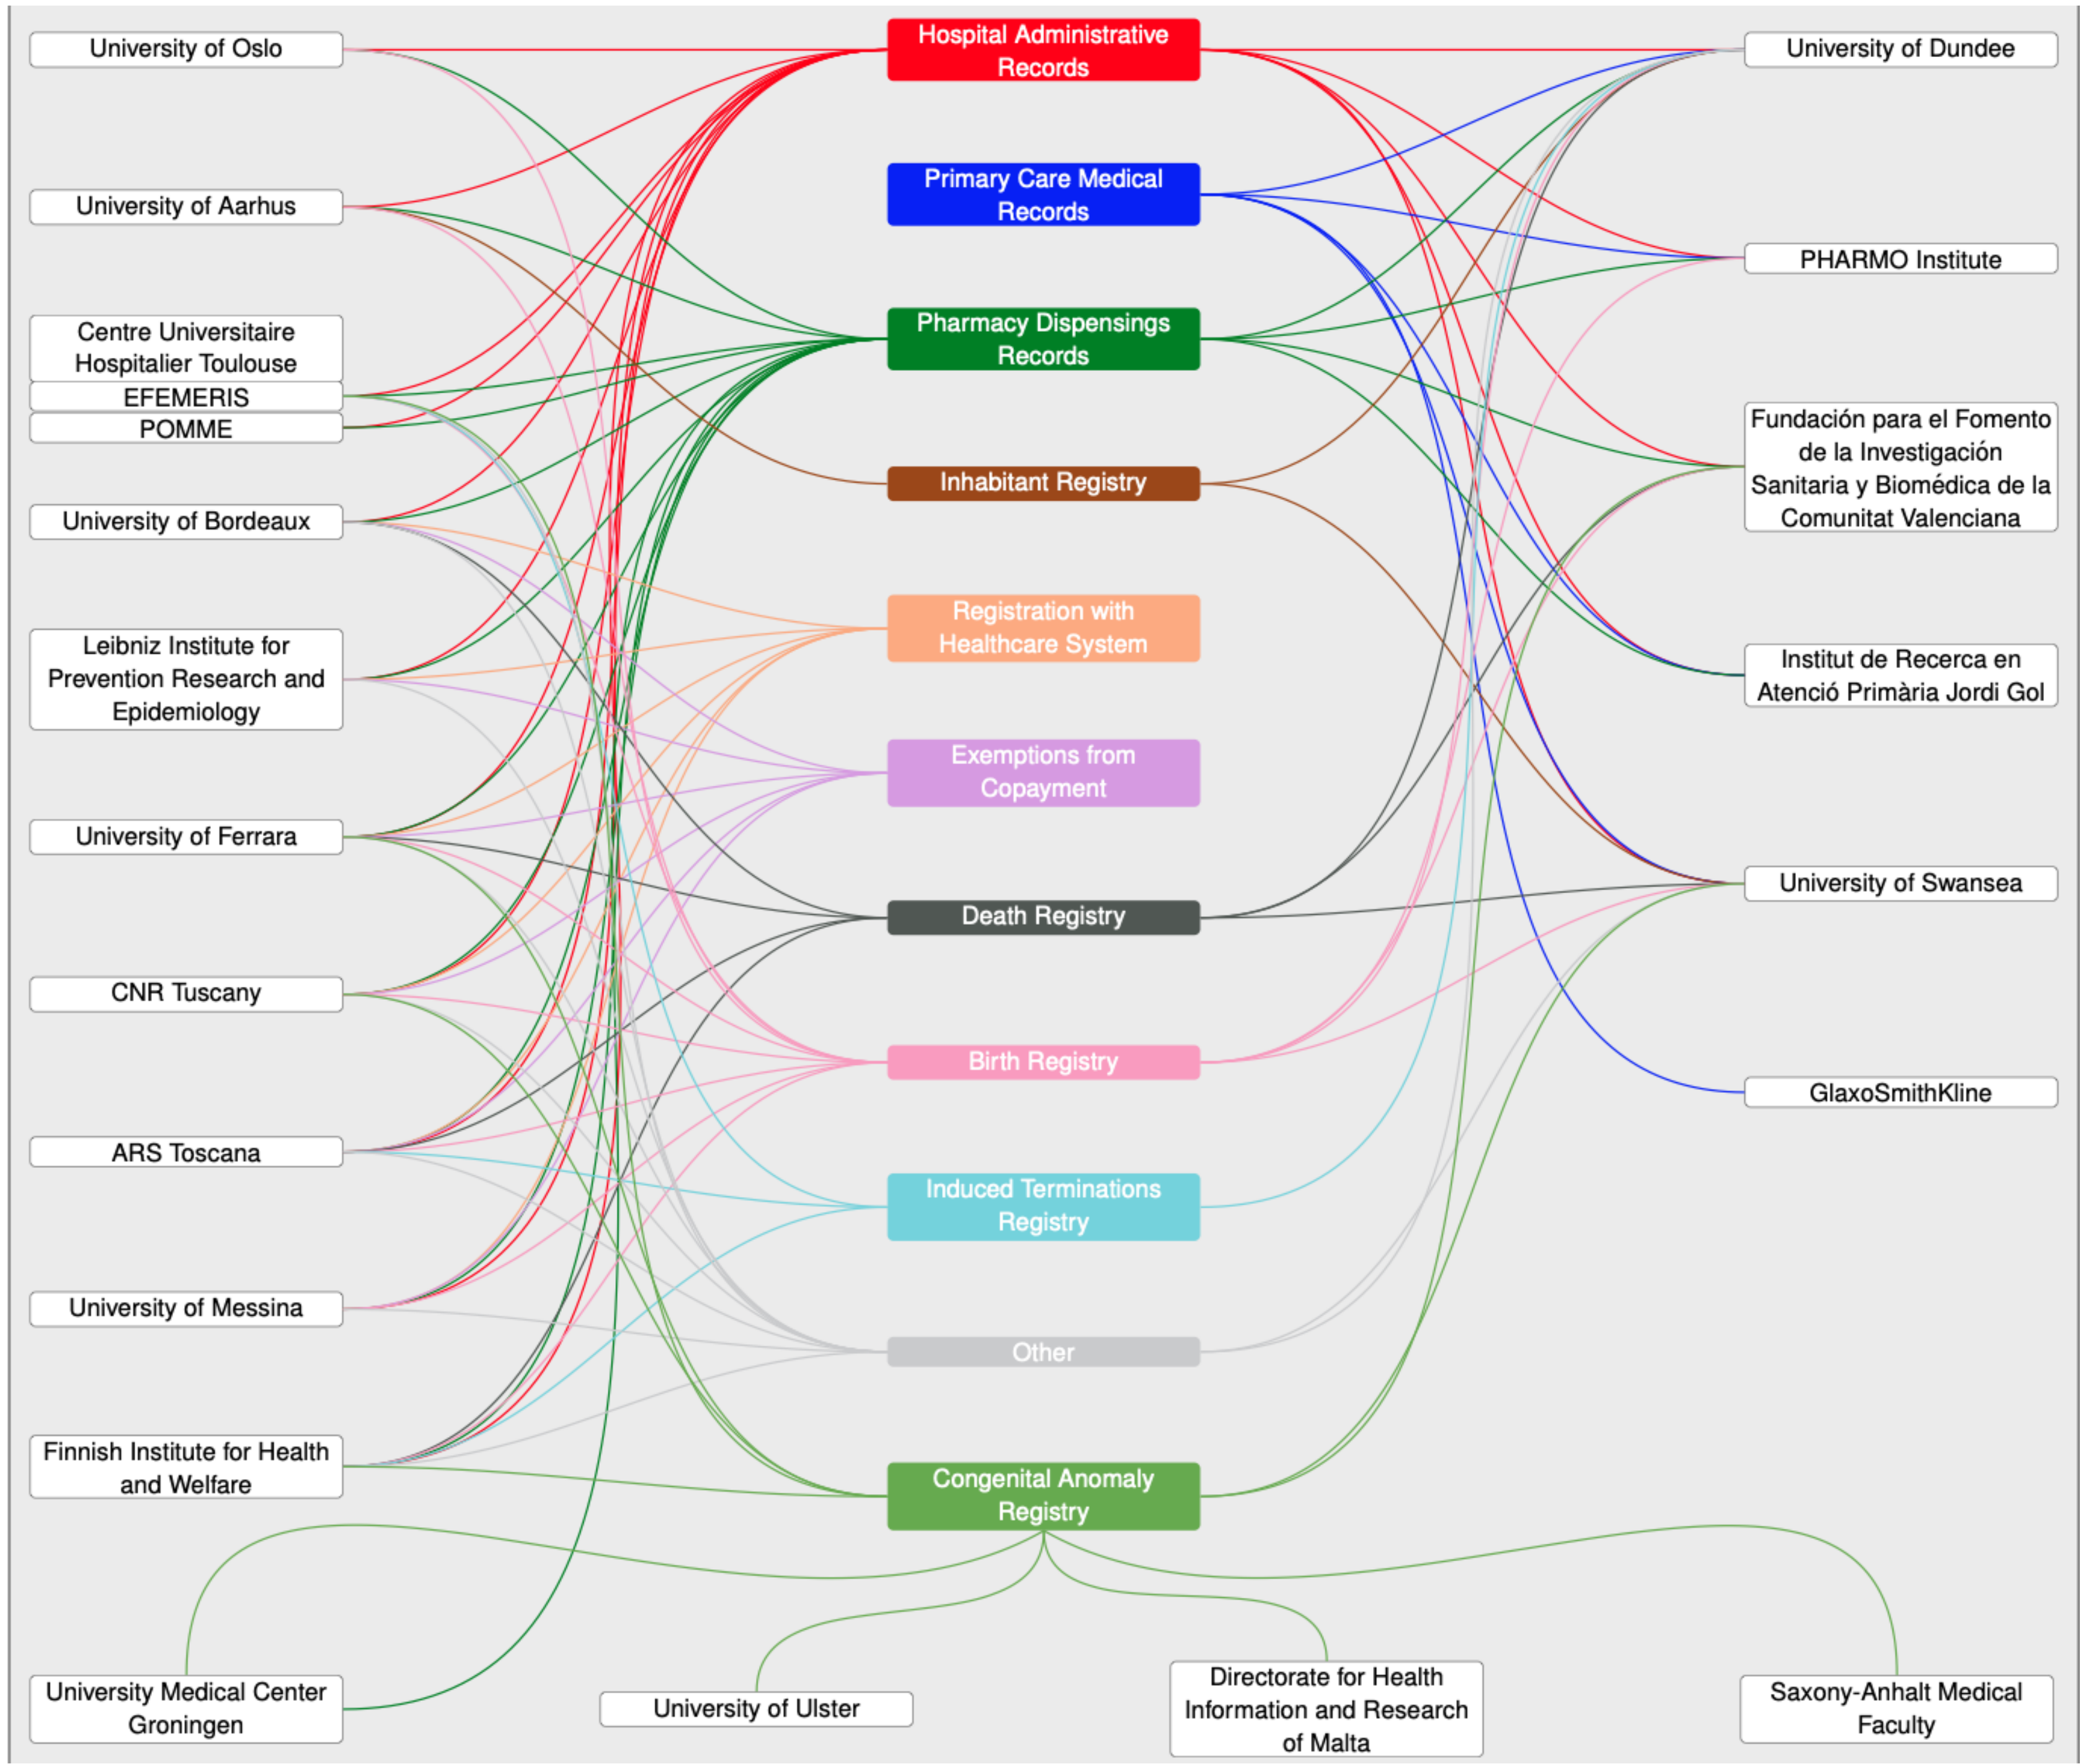 University of Oslo
University of Aarhus
Centre Universitaire
Hospitalier Toulouse
EFEMERIS
POMME
University of Bordeaux
Leibniz Institute for
Prevention Research and
Epidemiology
University of Ferrara
CNR Tuscany
ARS Toscana
University of Messina
Finnish Institute for Health
and Welfare
Hospital Administrative
Records
Primary Care Medical
Records
Pharmacy Dispensings
Records
Inhabitant Registry
Registration with
Healthcare System
Exemptions from
Copayment
Death Registry
Birth Registry
Induced Terminations
Registry
Other
Congenital Anomaly
Registry
University of Dundee
PHARMO Institute
Fundación para el Fomento
de la Investigación
Sanitaria y Biomédica de la
Comunitat Valenciana
Institut de Recerca en
Atenció Primària Jordi Gol
University of Swansea
GlaxoSmithKline
University Medical Center
Groningen
University of Ulster
Directorate for Health
Information and Research
of Malta
Saxony-Anhalt Medical
Faculty